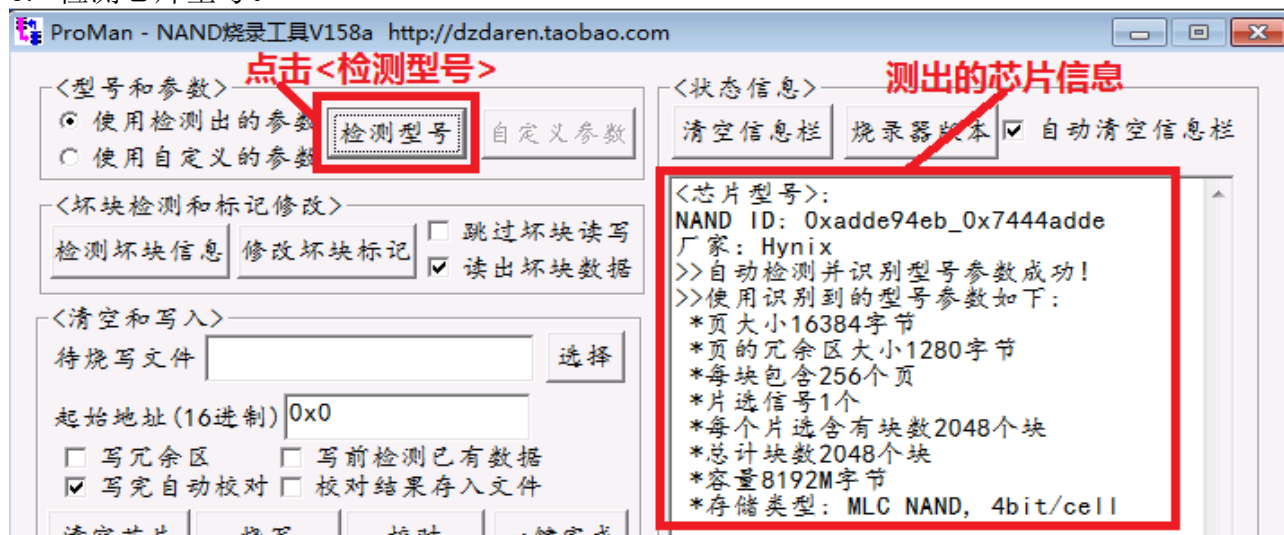 ProMan - NAND烧录工具V158a http://dzdaren.taobao.com
点击<检测型号>
测出的芯片信息
<型号和参数>
使用检测出的参数
使用自定义的参数
检测型号
自定义参数
<坏块检测和标记修改>
检测坏块信息
修改坏块标记
跳过坏块读写
读出坏块数据
<清空和写入>
待烧写文件
选择
起始地址(16进制) 0x0
写冗余区
写前检测已有数据
写完自动校对
校对结果存入文件
<状态信息>
清空信息栏
烧录器版本
自动清空信息栏
<芯片型号>:
NAND ID: 0xadde94eb_0x7444adde
厂家: Hynix
>>自动检测并识别型号参数成功!
>>使用识别到的型号参数如下:
*页大小16384字节
*页的冗余区大小1280字节
*每块包含256个页
*片选信号1个
*每个片选含有块数2048个块
*总计块数2048个块
*容量8192M字节
*存储类型: MLC NAND, 4bit/cell